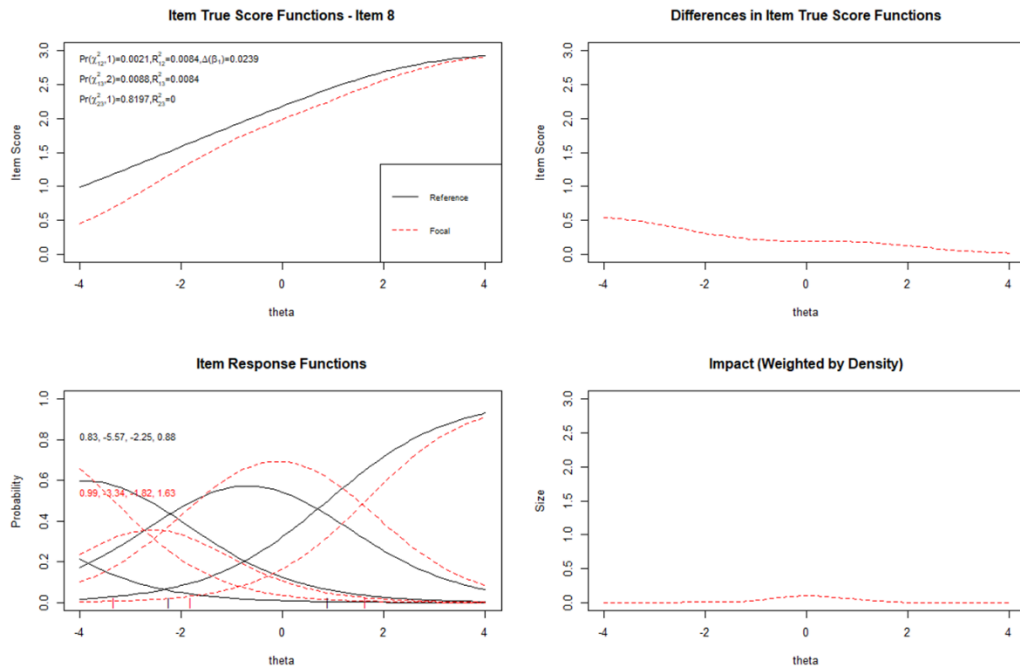 Item True Score Functions - Item 8
Pr(χ²₁₂,1)=0.0021,R²₁₂=0.0084,Δ(β₁)=0.0239
Pr(χ²₁₃,2)=0.0088,R²₁₃=0.0084
Pr(χ²₂₃,1)=0.8197,R²₂₃=0
Reference
Focal
Item Score
0.0 0.5 1.0 1.5 2.0 2.5 3.0
-4 -2 0 2 4
theta
Differences in Item True Score Functions
Item Score
0.0 0.5 1.0 1.5 2.0 2.5 3.0
-4 -2 0 2 4
theta
Item Response Functions
0.83, -5.57, -2.25, 0.88
0.99, -3.34, -1.82, 1.63
Probability
0.0 0.2 0.4 0.6 0.8 1.0
-4 -2 0 2 4
theta
Impact (Weighted by Density)
Size
0.0 0.5 1.0 1.5 2.0 2.5 3.0
-4 -2 0 2 4
theta